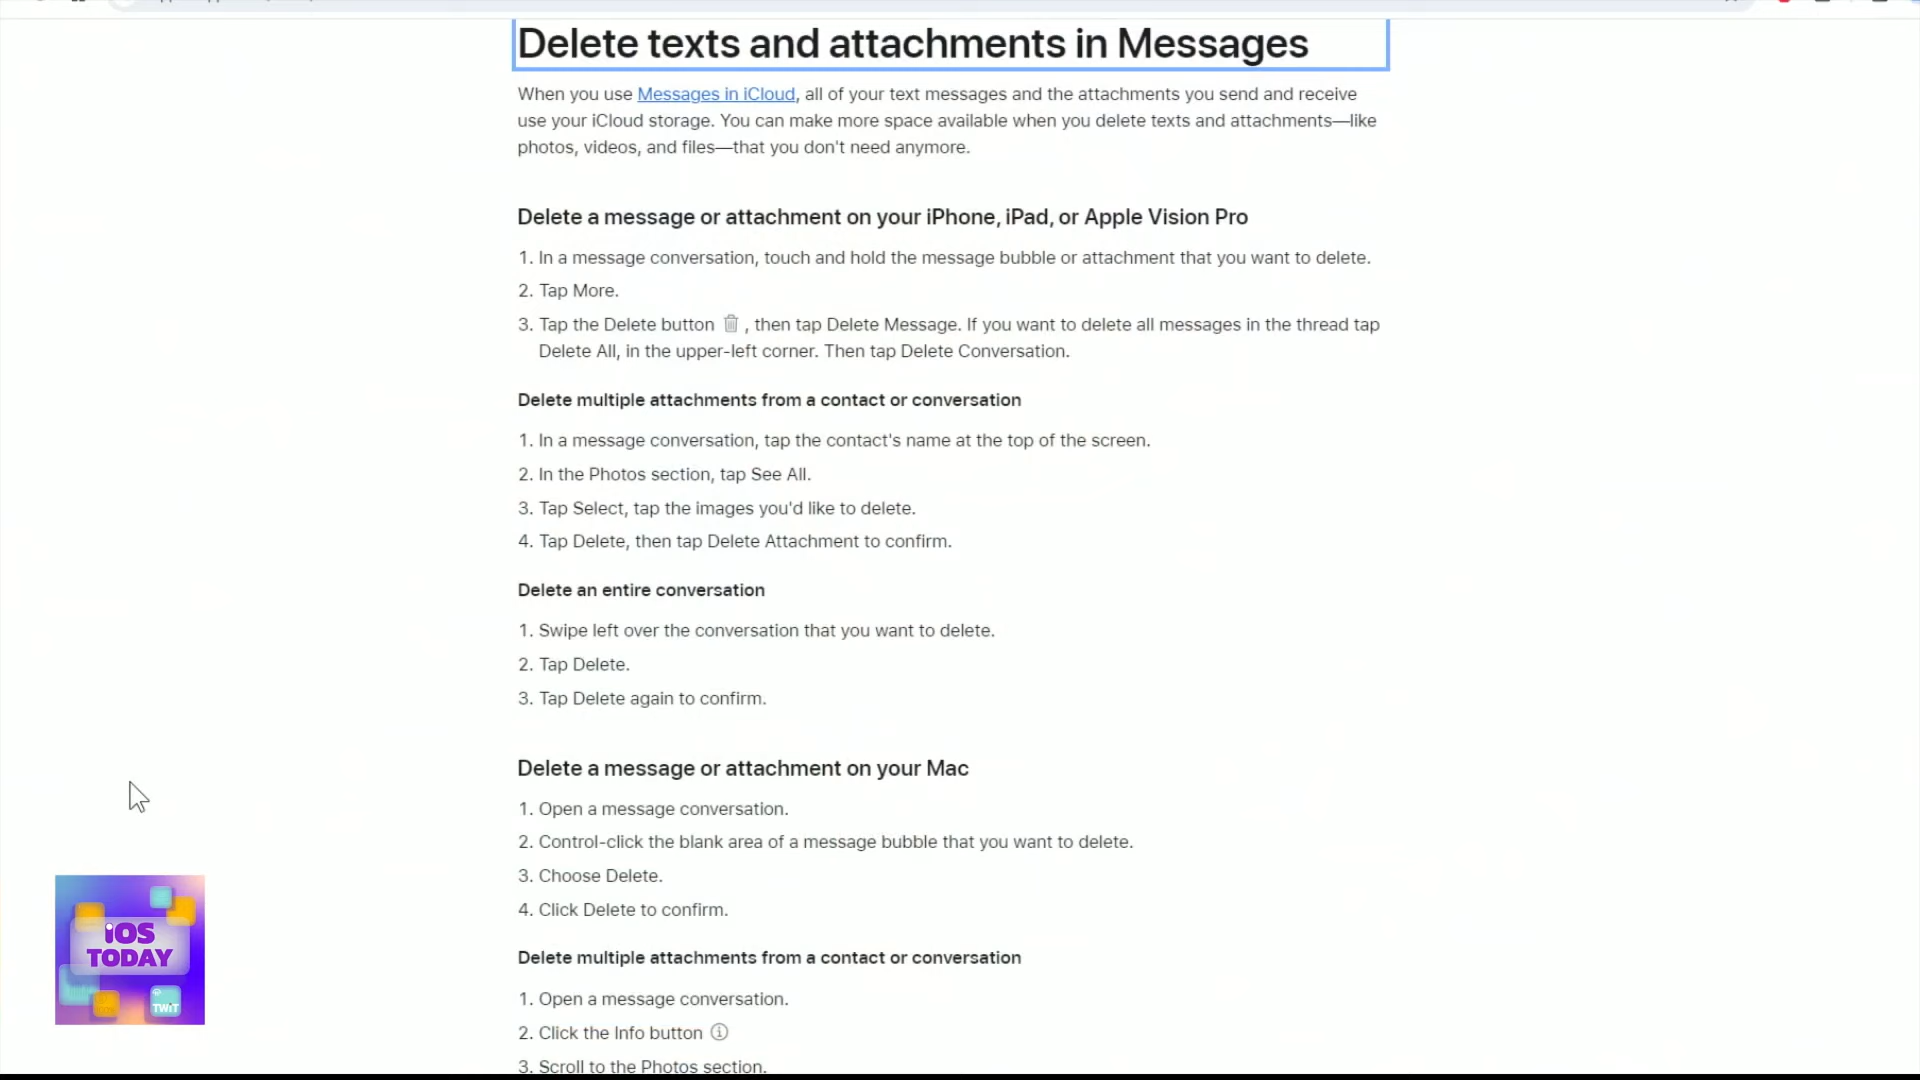 Delete texts and attachments in Messages
When you use Messages in iCloud, all of your text messages and the attachments you send and receive
use your iCloud storage. You can make more space available when you delete texts and attachments—like
photos, videos, and files—that you don't need anymore.
Delete a message or attachment on your iPhone, iPad, or Apple Vision Pro
1. In a message conversation, touch and hold the message bubble or attachment that you want to delete.
2. Tap More.
3. Tap the Delete button , then tap Delete Message. If you want to delete all messages in the thread tap
Delete All, in the upper-left corner. Then tap Delete Conversation.
Delete multiple attachments from a contact or conversation
1. In a message conversation, tap the contact's name at the top of the screen.
2. In the Photos section, tap See All.
3. Tap Select, tap the images you'd like to delete.
4. Tap Delete, then tap Delete Attachment to confirm.
Delete an entire conversation
1. Swipe left over the conversation that you want to delete.
2. Tap Delete.
3. Tap Delete again to confirm.
Delete a message or attachment on your Mac
1. Open a message conversation.
2. Control-click the blank area of a message bubble that you want to delete.
3. Choose Delete.
4. Click Delete to confirm.
Delete multiple attachments from a contact or conversation
1. Open a message conversation.
2. Click the Info button
3. Scroll to the Photos section.
iOS
TODAY
TWiT